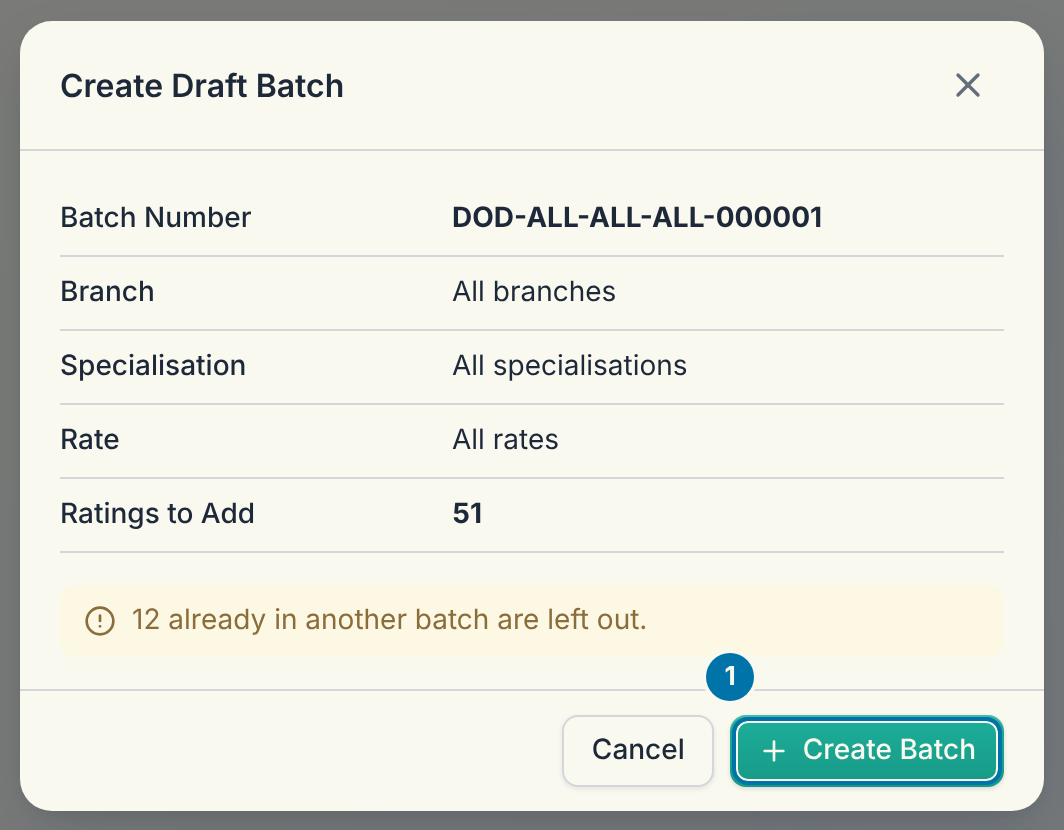 Create Draft Batch
Batch Number DOD-ALL-ALL-ALL-000001
Branch All branches
Specialisation All specialisations
Rate All rates
Ratings to Add 51
12 already in another batch are left out.
1
Cancel + Create Batch